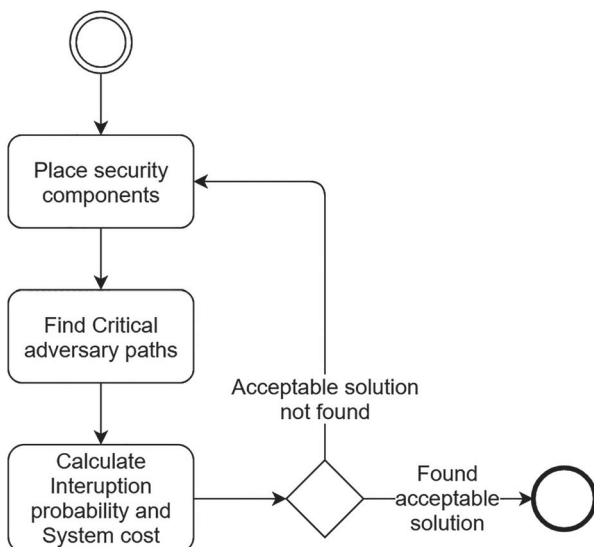 Place security
components
Find Critical
adversary paths
Acceptable solution
not found
Calculate
Interuption
probability and
System cost
Found
acceptable
solution